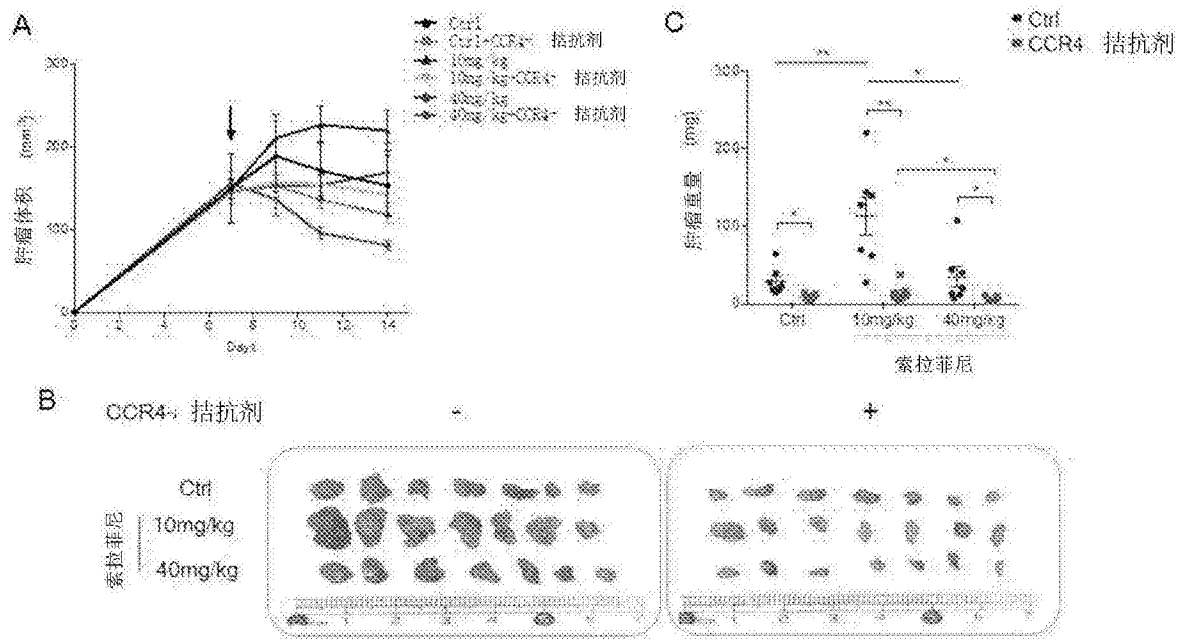 A
Ctrl
Ctrl-CCR4- 拮抗剂
10mg kg
10mg kg-CCR4- 拮抗剂
40mg kg
40mg kg-CCR4- 拮抗剂
肿瘤体积 (mm³)
300
200
100
0
0 2 4 6 8 10 12 14
Days
C
Ctrl
CCR4 拮抗剂
肿瘤重量 (mg)
300
200
100
0
** * ** * * *
Ctrl 10mg/kg 40mg/kg
索拉菲尼
B
CCR4- 拮抗剂 - +
Ctrl
10mg/kg
40mg/kg
索拉菲尼